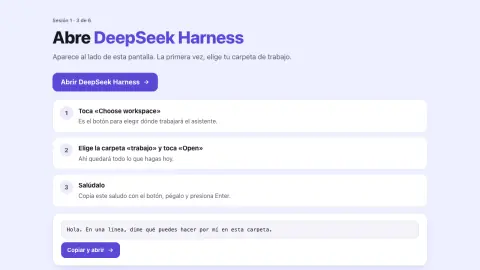 Sesión 1 · 3 de 6
Abre DeepSeek Harness
Aparece al lado de esta pantalla. La primera vez, elige tu carpeta de trabajo.
Abrir DeepSeek Harness →
1
Toca «Choose workspace»
Es el botón para elegir dónde trabajará el asistente.
2
Elige la carpeta «trabajo» y toca «Open»
Ahí quedará todo lo que hagas hoy.
3
Salúdalo
Copia este saludo con el botón, pégalo y presiona Enter.
Hola. En una línea, dime qué puedes hacer por mí en esta carpeta.
Copiar y abrir →